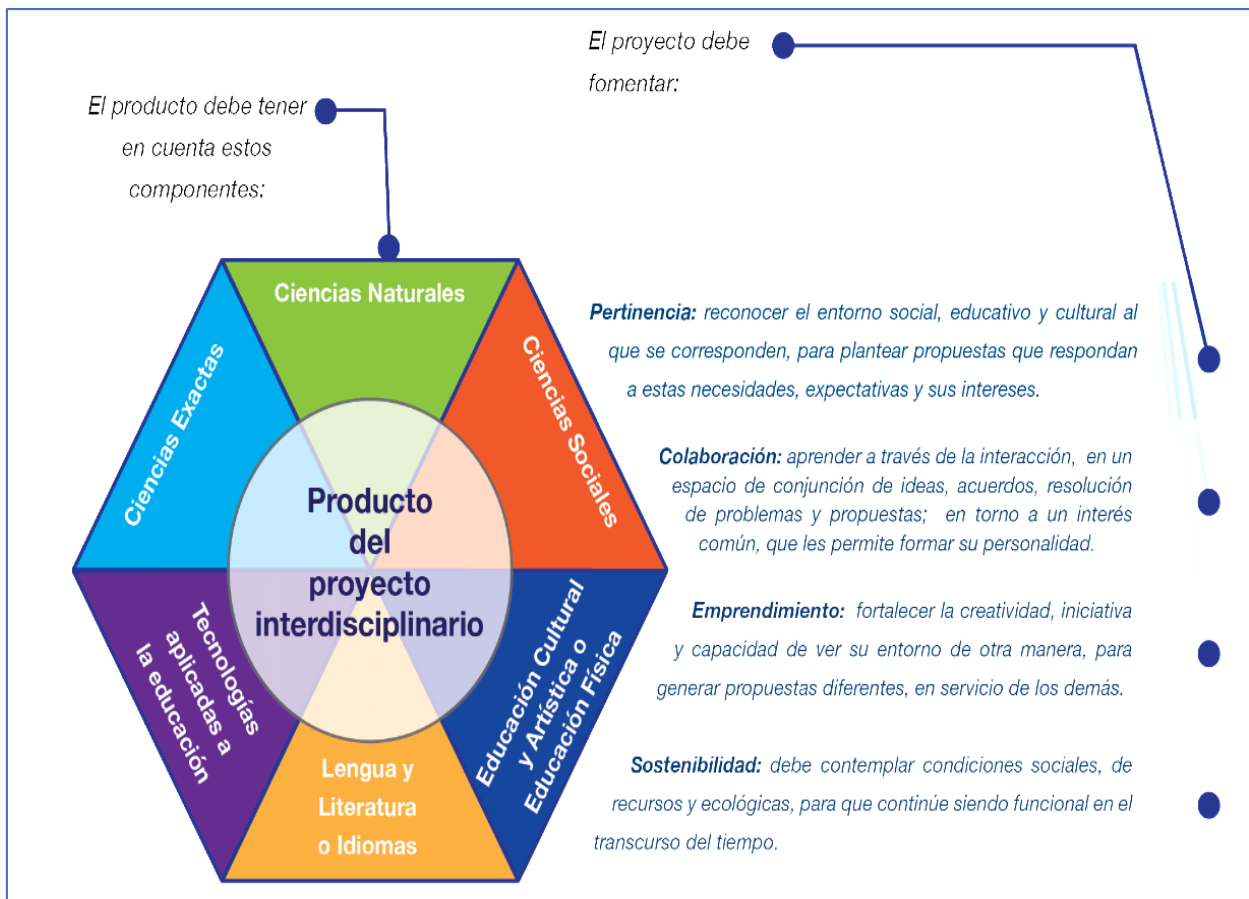 El proyecto debe
fomentar:
El producto debe tener
en cuenta estos
componentes:
Ciencias Naturales
Ciencias Exactas
Ciencias Sociales
Producto
del
proyecto
interdisciplinario
Tecnologías
aplicadas a
la educación
Lengua y
Literatura
o Idiomas
Educación Cultural
y Artística o
Educación Física
Pertinencia: reconocer el entorno social, educativo y cultural al
que se corresponden, para plantear propuestas que respondan
a estas necesidades, expectativas y sus intereses.
Colaboración: aprender a través de la interacción, en un
espacio de conjunción de ideas, acuerdos, resolución
de problemas y propuestas; en torno a un interés
común, que les permite formar su personalidad.
Emprendimiento: fortalecer la creatividad, iniciativa
y capacidad de ver su entorno de otra manera, para
generar propuestas diferentes, en servicio de los demás.
Sostenibilidad: debe contemplar condiciones sociales, de
recursos y ecológicas, para que continúe siendo funcional en el
transcurso del tiempo.